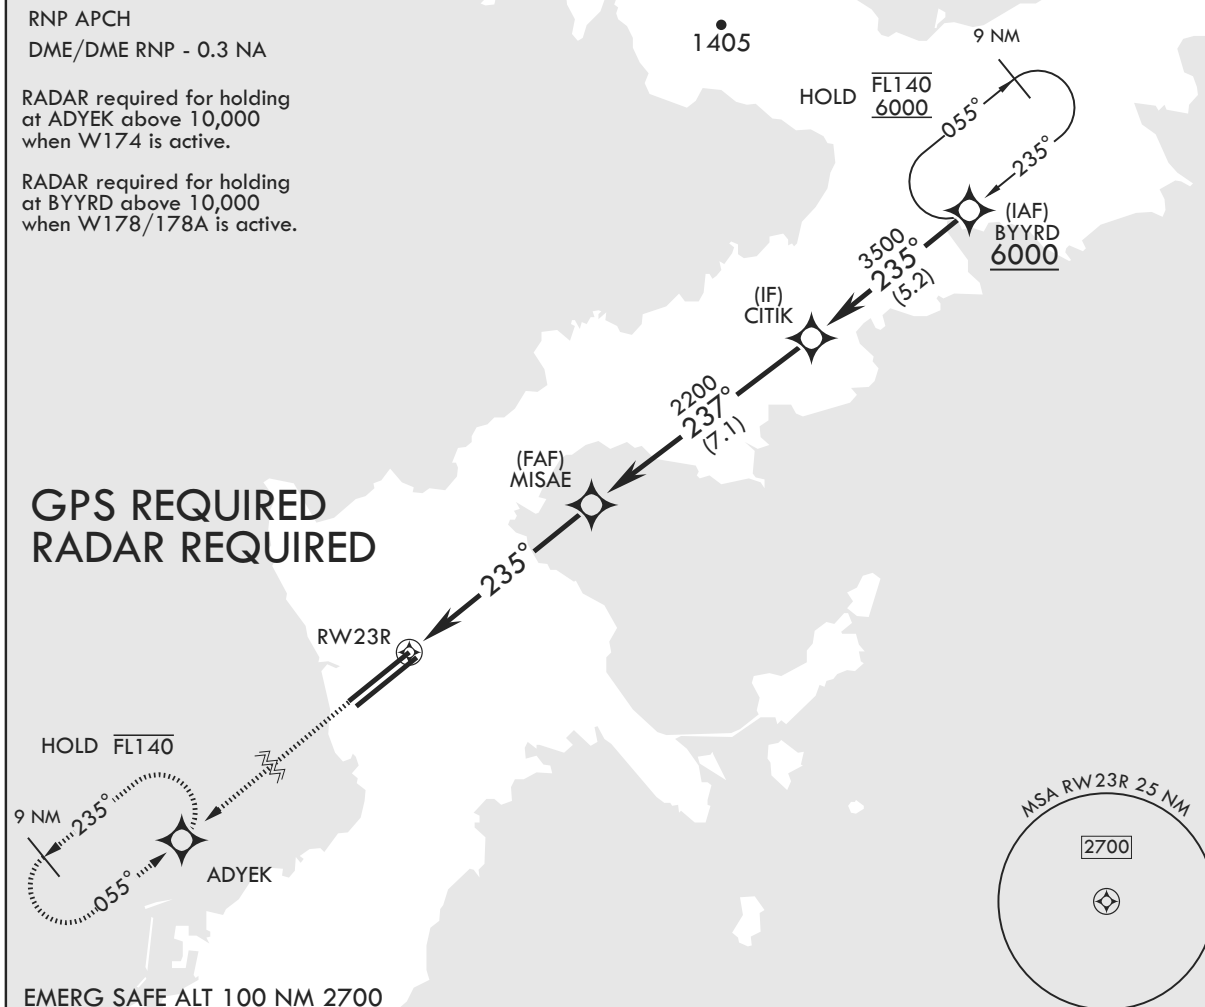 RNP APCH
DME/DME RNP - 0.3 NA
RADAR required for holding
at ADYEK above 10,000
when W174 is active.
RADAR required for holding
at BYYRD above 10,000
when W178/178A is active.
1405
9 NM
HOLD FL140
6000
055°
235°
(IAF)
BYYRD
6000
3500
235°
(5.2)
(IF)
CITIK
2200
237°
(7.1)
(FAF)
MISAE
GPS REQUIRED
RADAR REQUIRED
235°
RW23R
HOLD FL140
9 NM
235°
055°
ADYEK
MSA RW23R 25 NM
2700
EMERG SAFE ALT 100 NM 2700